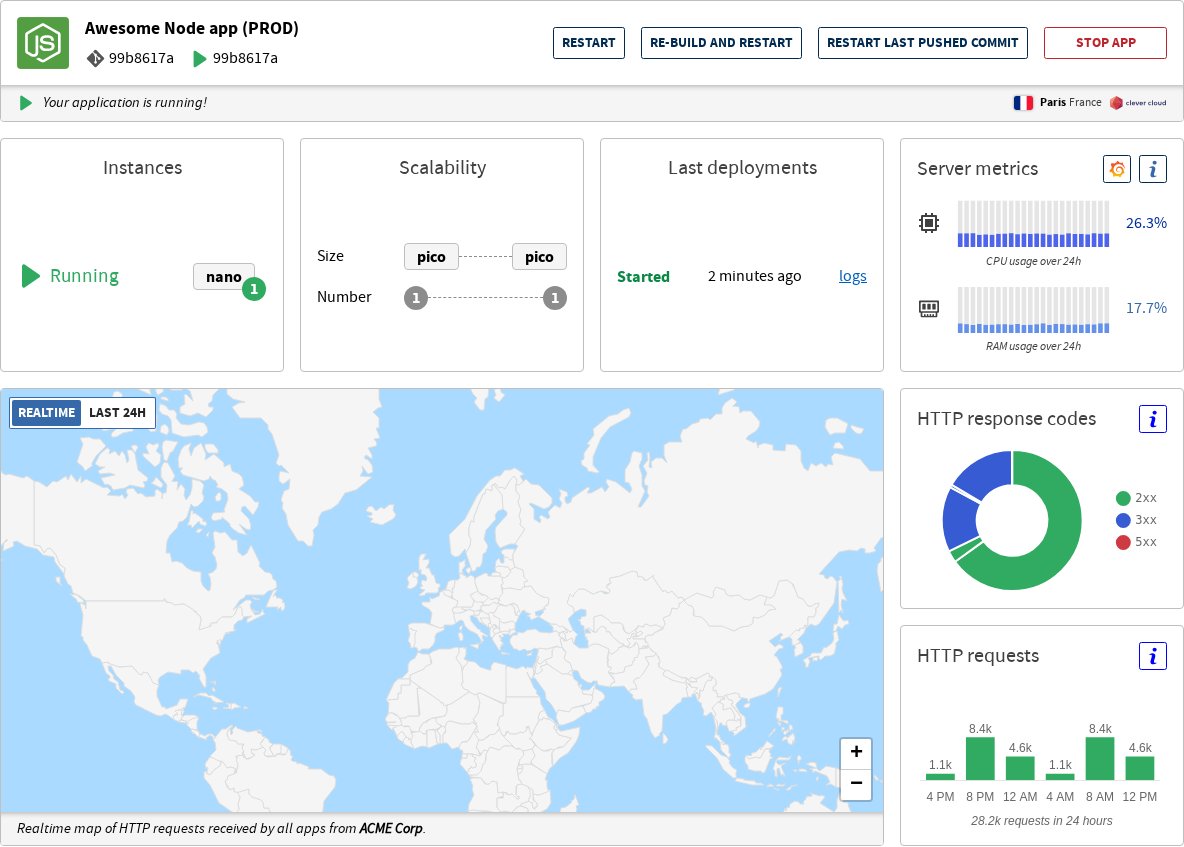 Awesome Node app (PROD)
99b8617a 99b8617a
RESTART
RE-BUILD AND RESTART
RESTART LAST PUSHED COMMIT
STOP APP
Your application is running!
Paris France clever cloud
Instances
Running
nano
1
Scalability
Size pico pico
Number 1 1
Last deployments
Started 2 minutes ago logs
Server metrics
i
26.3%
CPU usage over 24h
17.7%
RAM usage over 24h
REALTIME LAST 24H
+
−
Realtime map of HTTP requests received by all apps from ACME Corp.
HTTP response codes
i
2xx
3xx
5xx
HTTP requests
i
1.1k 8.4k 4.6k 1.1k 8.4k 4.6k
4 PM 8 PM 12 AM 4 AM 8 AM 12 PM
28.2k requests in 24 hours